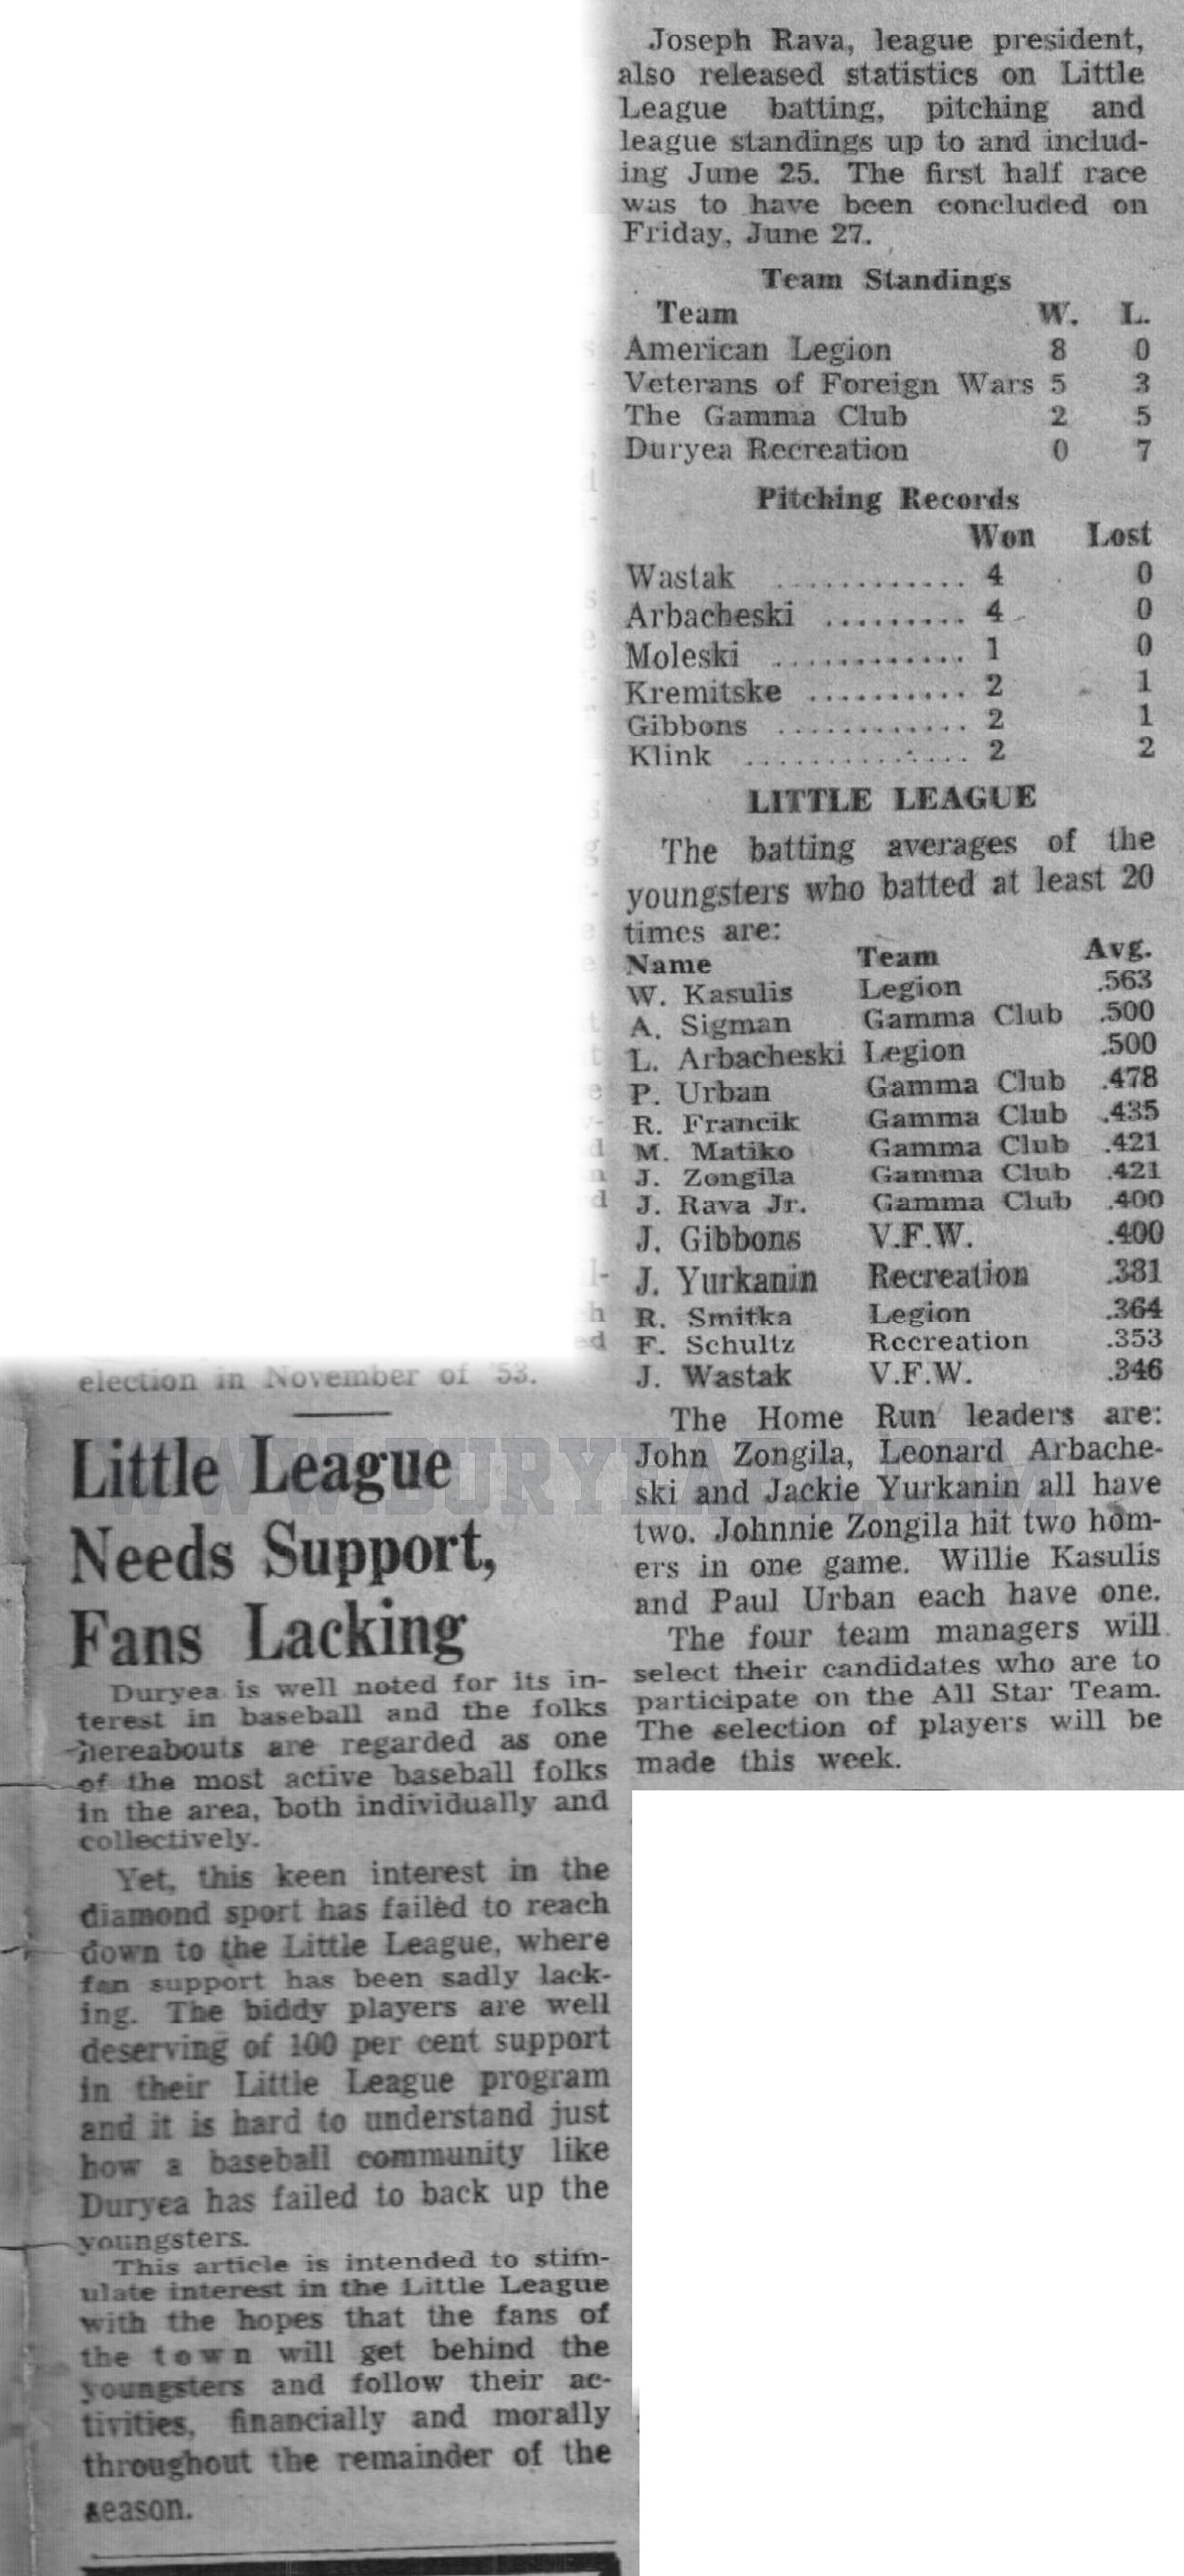 election in November of '53.
Little League
Needs Support,
Fans Lacking
Duryea is well noted for its in-
terest in baseball and the folks
hereabouts are regarded as one
of the most active baseball folks
in the area, both individually and
collectively.
Yet, this keen interest in the
diamond sport has failed to reach
down to the Little League, where
fan support has been sadly lack-
ing. The biddy players are well
deserving of 100 per cent support
in their Little League program
and it is hard to understand just
how a baseball community like
Duryea has failed to back up the
youngsters.
This article is intended to stim-
ulate interest in the Little League
with the hopes that the fans of
the town will get behind the
youngsters and follow their ac-
tivities, financially and morally
throughout the remainder of the
season.
Joseph Rava, league president,
also released statistics on Little
League batting, pitching and
league standings up to and includ-
ing June 25. The first half race
was to have been concluded on
Friday, June 27.
Team Standings
Team W. L.
American Legion 8 0
Veterans of Foreign Wars 5 3
The Gamma Club 2 5
Duryea Recreation 0 7
Pitching Records
Won Lost
Wastak ............ 4 0
Arbacheski ......... 4 0
Moleski ............ 1 0
Kremitske .......... 2 1
Gibbons ............ 2 1
Klink .............. 2 2
LITTLE LEAGUE
The batting averages of the
youngsters who batted at least 20
times are:
Name Team Avg.
W. Kasulis Legion .563
A. Sigman Gamma Club .500
L. Arbacheski Legion .500
P. Urban Gamma Club .478
R. Francik Gamma Club .435
M. Matiko Gamma Club .421
J. Zongila Gamma Club .421
J. Rava Jr. Gamma Club .400
J. Gibbons V.F.W. .400
J. Yurkanin Recreation .381
R. Smitka Legion .364
F. Schultz Recreation .353
J. Wastak V.F.W. .346
The Home Run leaders are:
John Zongila, Leonard Arbache-
ski and Jackie Yurkanin all have
two. Johnnie Zongila hit two hom-
ers in one game. Willie Kasulis
and Paul Urban each have one.
The four team managers will
select their candidates who are to
participate on the All Star Team.
The selection of players will be
made this week.